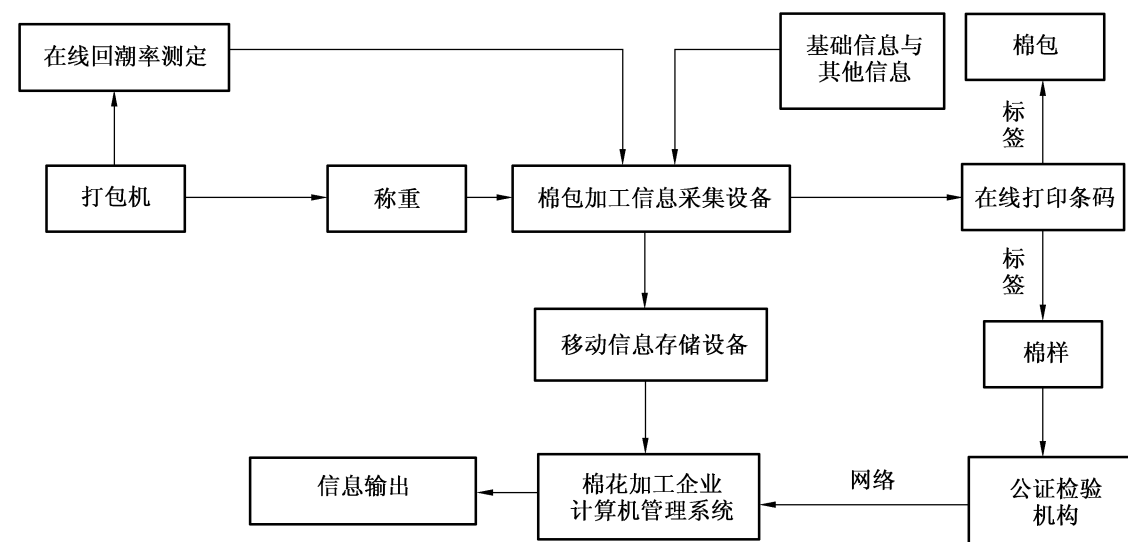 在线回潮率测定
基础信息与
其他信息
棉包
标
签
打包机
称重
棉包加工信息采集设备
在线打印条码
标
签
移动信息存储设备
棉样
信息输出
棉花加工企业
计算机管理系统
网络
公证检验
机构